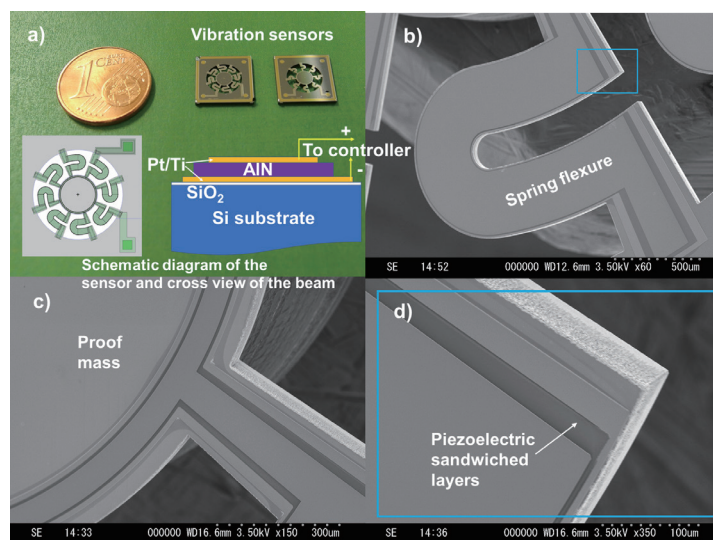 a)
Vibration sensors
1
CENT
+
To controller
-
Pt/Ti
AlN
SiO2
Si substrate
Schematic diagram of the
sensor and cross view of the beam
b)
Spring flexure
SE 14:52 000000 WD12.6mm 3.50kV x60 500um
c)
Proof
mass
SE 14:33 000000 WD16.6mm 3.50kV x150 300um
d)
Piezoelectric
sandwiched
layers
SE 14:36 000000 WD16.6mm 3.50kV x350 100um